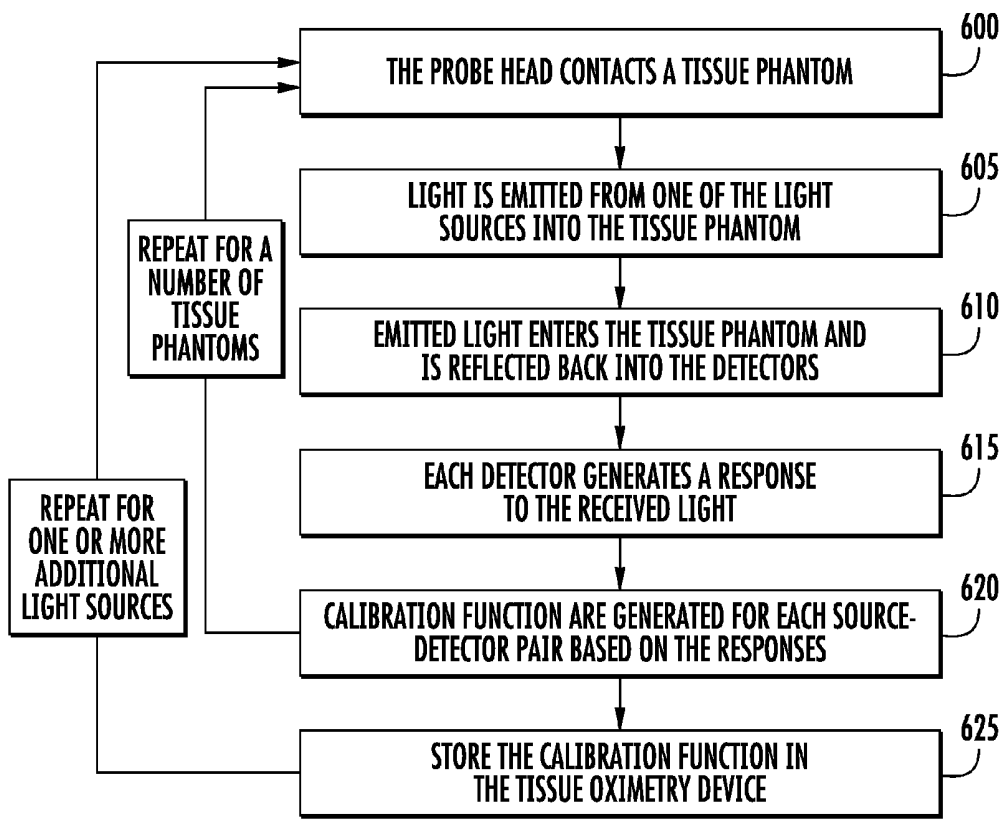 600
THE PROBE HEAD CONTACTS A TISSUE PHANTOM
605
LIGHT IS EMITTED FROM ONE OF THE LIGHT
SOURCES INTO THE TISSUE PHANTOM
REPEAT FOR A
NUMBER OF
TISSUE
PHANTOMS
610
EMITTED LIGHT ENTERS THE TISSUE PHANTOM AND
IS REFLECTED BACK INTO THE DETECTORS
615
EACH DETECTOR GENERATES A RESPONSE
TO THE RECEIVED LIGHT
REPEAT FOR
ONE OR MORE
ADDITIONAL
LIGHT SOURCES
620
CALIBRATION FUNCTION ARE GENERATED FOR EACH SOURCE-
DETECTOR PAIR BASED ON THE RESPONSES
625
STORE THE CALIBRATION FUNCTION IN
THE TISSUE OXIMETRY DEVICE